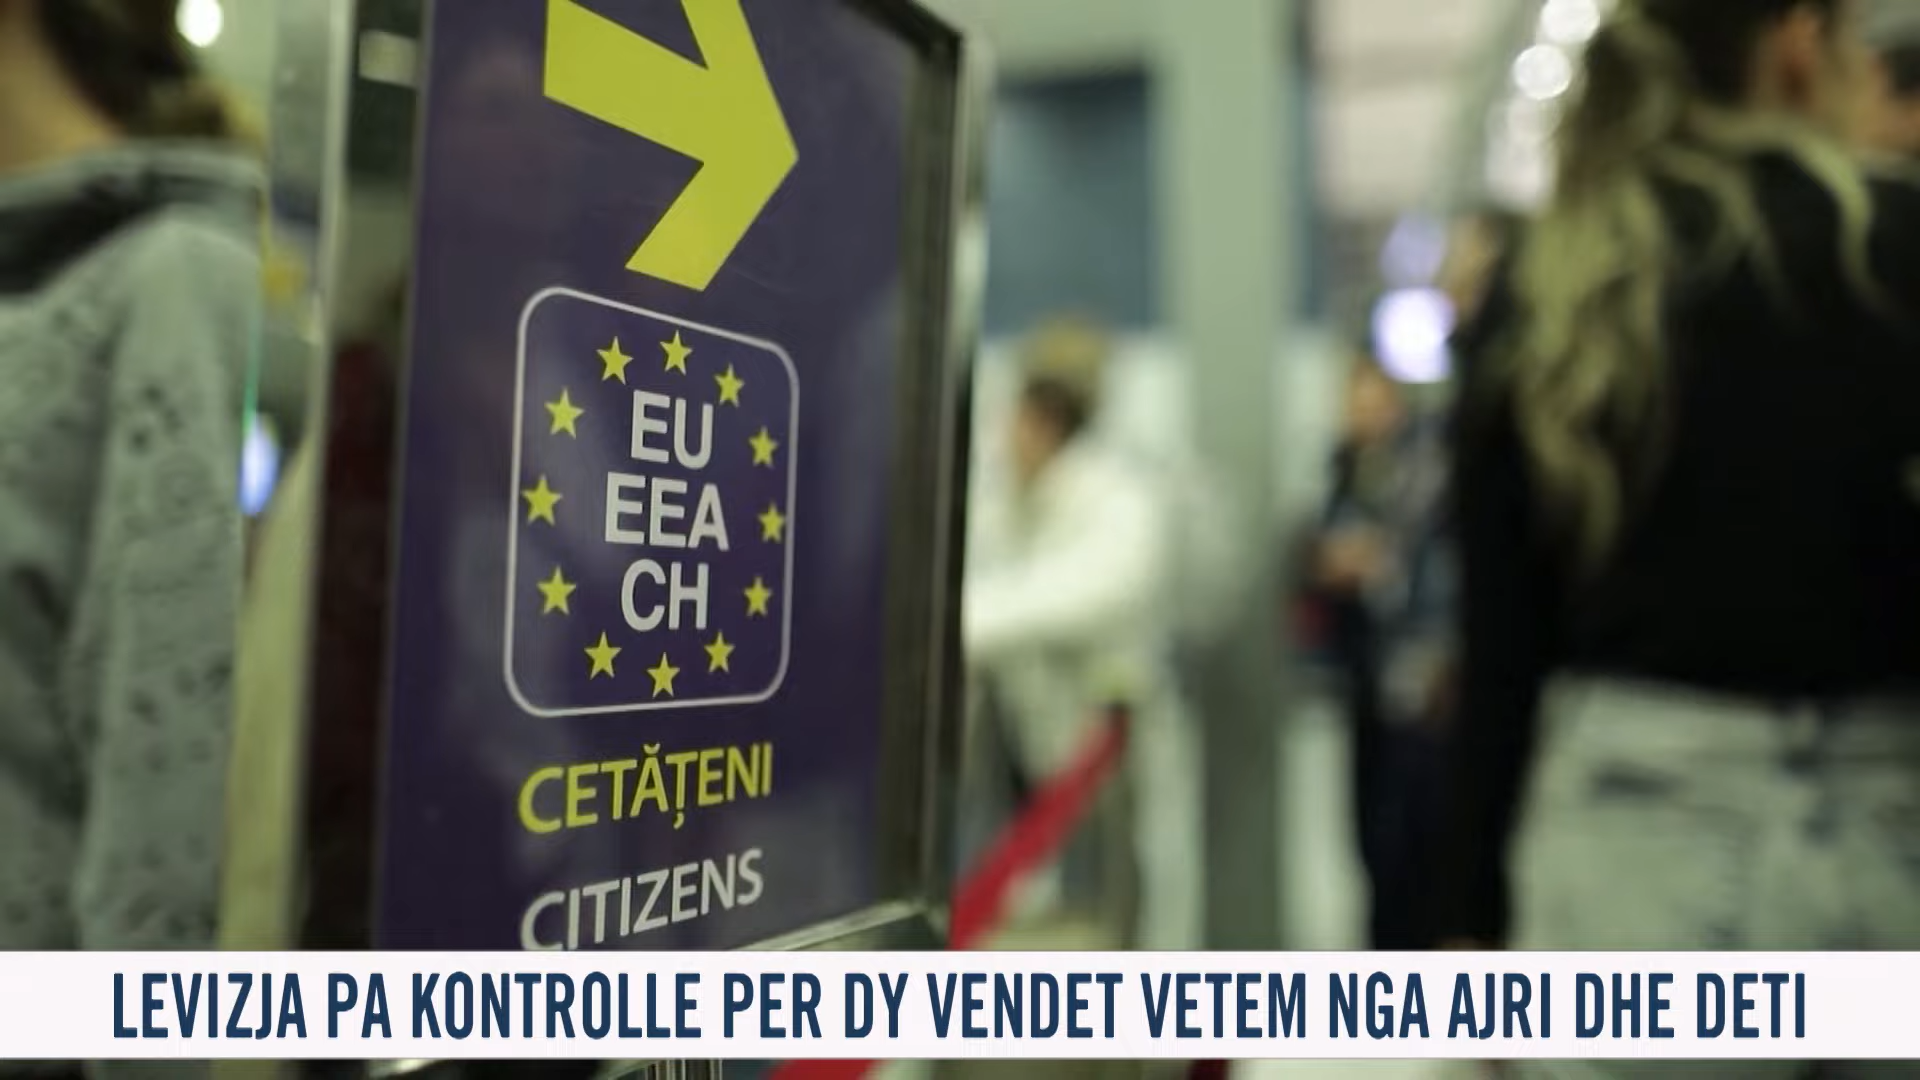 EU
EEA
CH
CETĂȚENI
CITIZENS
LEVIZJA PA KONTROLLE PER DY VENDET VETEM NGA AJRI DHE DETI